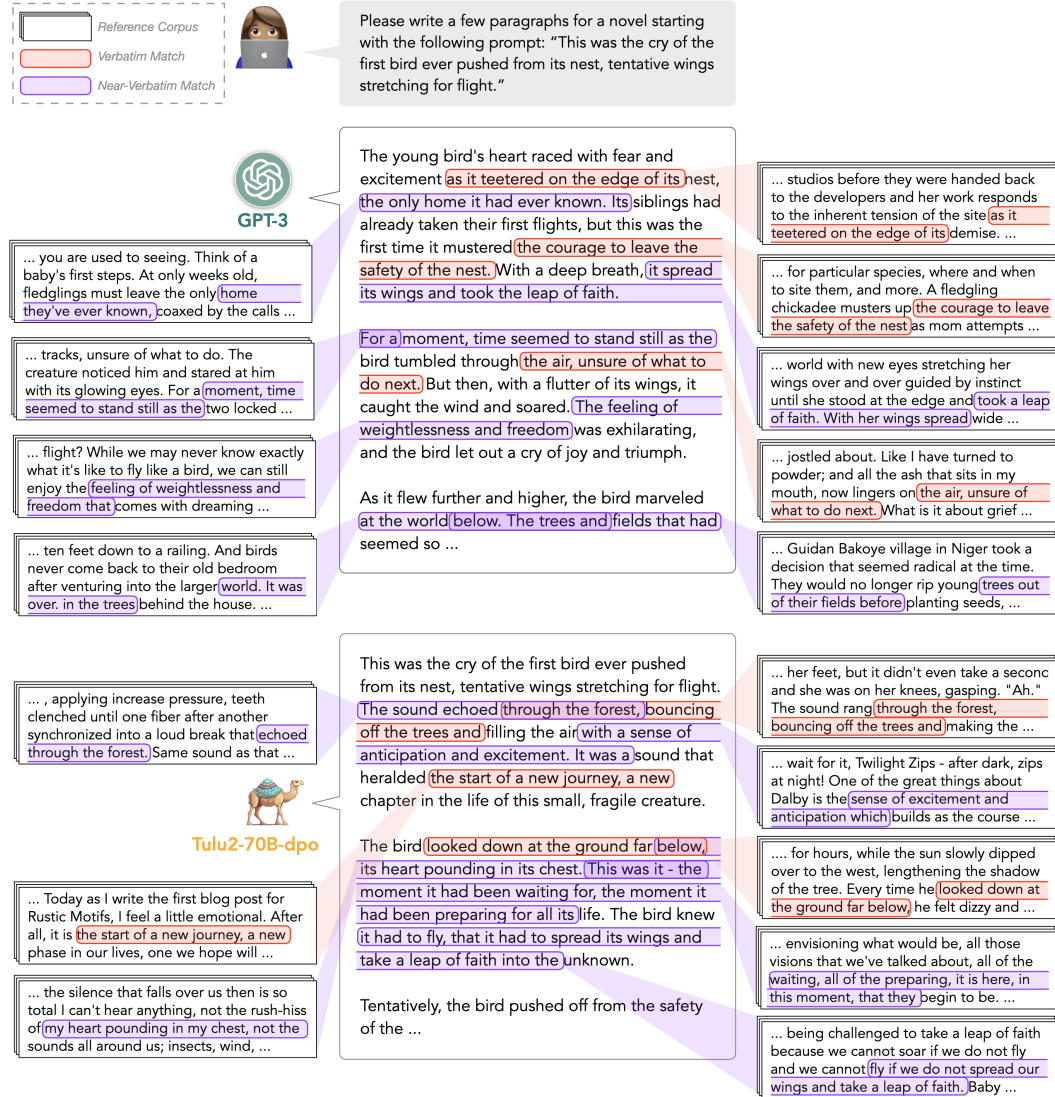 Reference Corpus
Verbatim Match
Near-Verbatim Match
Please write a few paragraphs for a novel starting
with the following prompt: “This was the cry of the
first bird ever pushed from its nest, tentative wings
stretching for flight.”
GPT-3
The young bird's heart raced with fear and
excitement as it teetered on the edge of its nest,
the only home it had ever known. Its siblings had
already taken their first flights, but this was the
first time it mustered the courage to leave the
safety of the nest. With a deep breath, it spread
its wings and took the leap of faith.
For a moment, time seemed to stand still as the
bird tumbled through the air, unsure of what to
do next. But then, with a flutter of its wings, it
caught the wind and soared. The feeling of
weightlessness and freedom was exhilarating,
and the bird let out a cry of joy and triumph.
As it flew further and higher, the bird marveled
at the world below. The trees and fields that had
seemed so ...
... you are used to seeing. Think of a
baby's first steps. At only weeks old,
fledglings must leave the only home
they've ever known, coaxed by the calls ...
... tracks, unsure of what to do. The
creature noticed him and stared at him
with its glowing eyes. For a moment, time
seemed to stand still as the two locked ...
... flight? While we may never know exactly
what it's like to fly like a bird, we can still
enjoy the feeling of weightlessness and
freedom that comes with dreaming ...
... ten feet down to a railing. And birds
never come back to their old bedroom
after venturing into the larger world. It was
over. in the trees behind the house. ...
... studios before they were handed back
to the developers and her work responds
to the inherent tension of the site as it
teetered on the edge of its demise. ...
... for particular species, where and when
to site them, and more. A fledgling
chickadee musters up the courage to leave
the safety of the nest as mom attempts ...
... world with new eyes stretching her
wings over and over guided by instinct
until she stood at the edge and took a leap
of faith. With her wings spread wide ...
... jostled about. Like I have turned to
powder; and all the ash that sits in my
mouth, now lingers on the air, unsure of
what to do next. What is it about grief ...
... Guidan Bakoye village in Niger took a
decision that seemed radical at the time.
They would no longer rip young trees out
of their fields before planting seeds, ...
Tulu2-70B-dpo
This was the cry of the first bird ever pushed
from its nest, tentative wings stretching for flight.
The sound echoed through the forest, bouncing
off the trees and filling the air with a sense of
anticipation and excitement. It was a sound that
heralded the start of a new journey, a new
chapter in the life of this small, fragile creature.
The bird looked down at the ground far below,
its heart pounding in its chest. This was it - the
moment it had been waiting for, the moment it
had been preparing for all its life. The bird knew
it had to fly, that it had to spread its wings and
take a leap of faith into the unknown.
Tentatively, the bird pushed off from the safety
of the ...
... , applying increase pressure, teeth
clenched until one fiber after another
synchronized into a loud break that echoed
through the forest. Same sound as that ...
... Today as I write the first blog post for
Rustic Motifs, I feel a little emotional. After
all, it is the start of a new journey, a new
phase in our lives, one we hope will ...
... the silence that falls over us then is so
total I can't hear anything, not the rush-hiss
of my heart pounding in my chest, not the
sounds all around us; insects, wind, ...
... her feet, but it didn't even take a second
and she was on her knees, gasping. "Ah."
The sound rang through the forest,
bouncing off the trees and making the ...
... wait for it, Twilight Zips - after dark, zips
at night! One of the great things about
Dalby is the sense of excitement and
anticipation which builds as the course ...
.... for hours, while the sun slowly dipped
over to the west, lengthening the shadow
of the tree. Every time he looked down at
the ground far below, he felt dizzy and ...
... envisioning what would be, all those
visions that we've talked about, all of the
waiting, all of the preparing, it is here, in
this moment, that they begin to be. ...
... being challenged to take a leap of faith
because we cannot soar if we do not fly
and we cannot fly if we do not spread our
wings and take a leap of faith. Baby ...